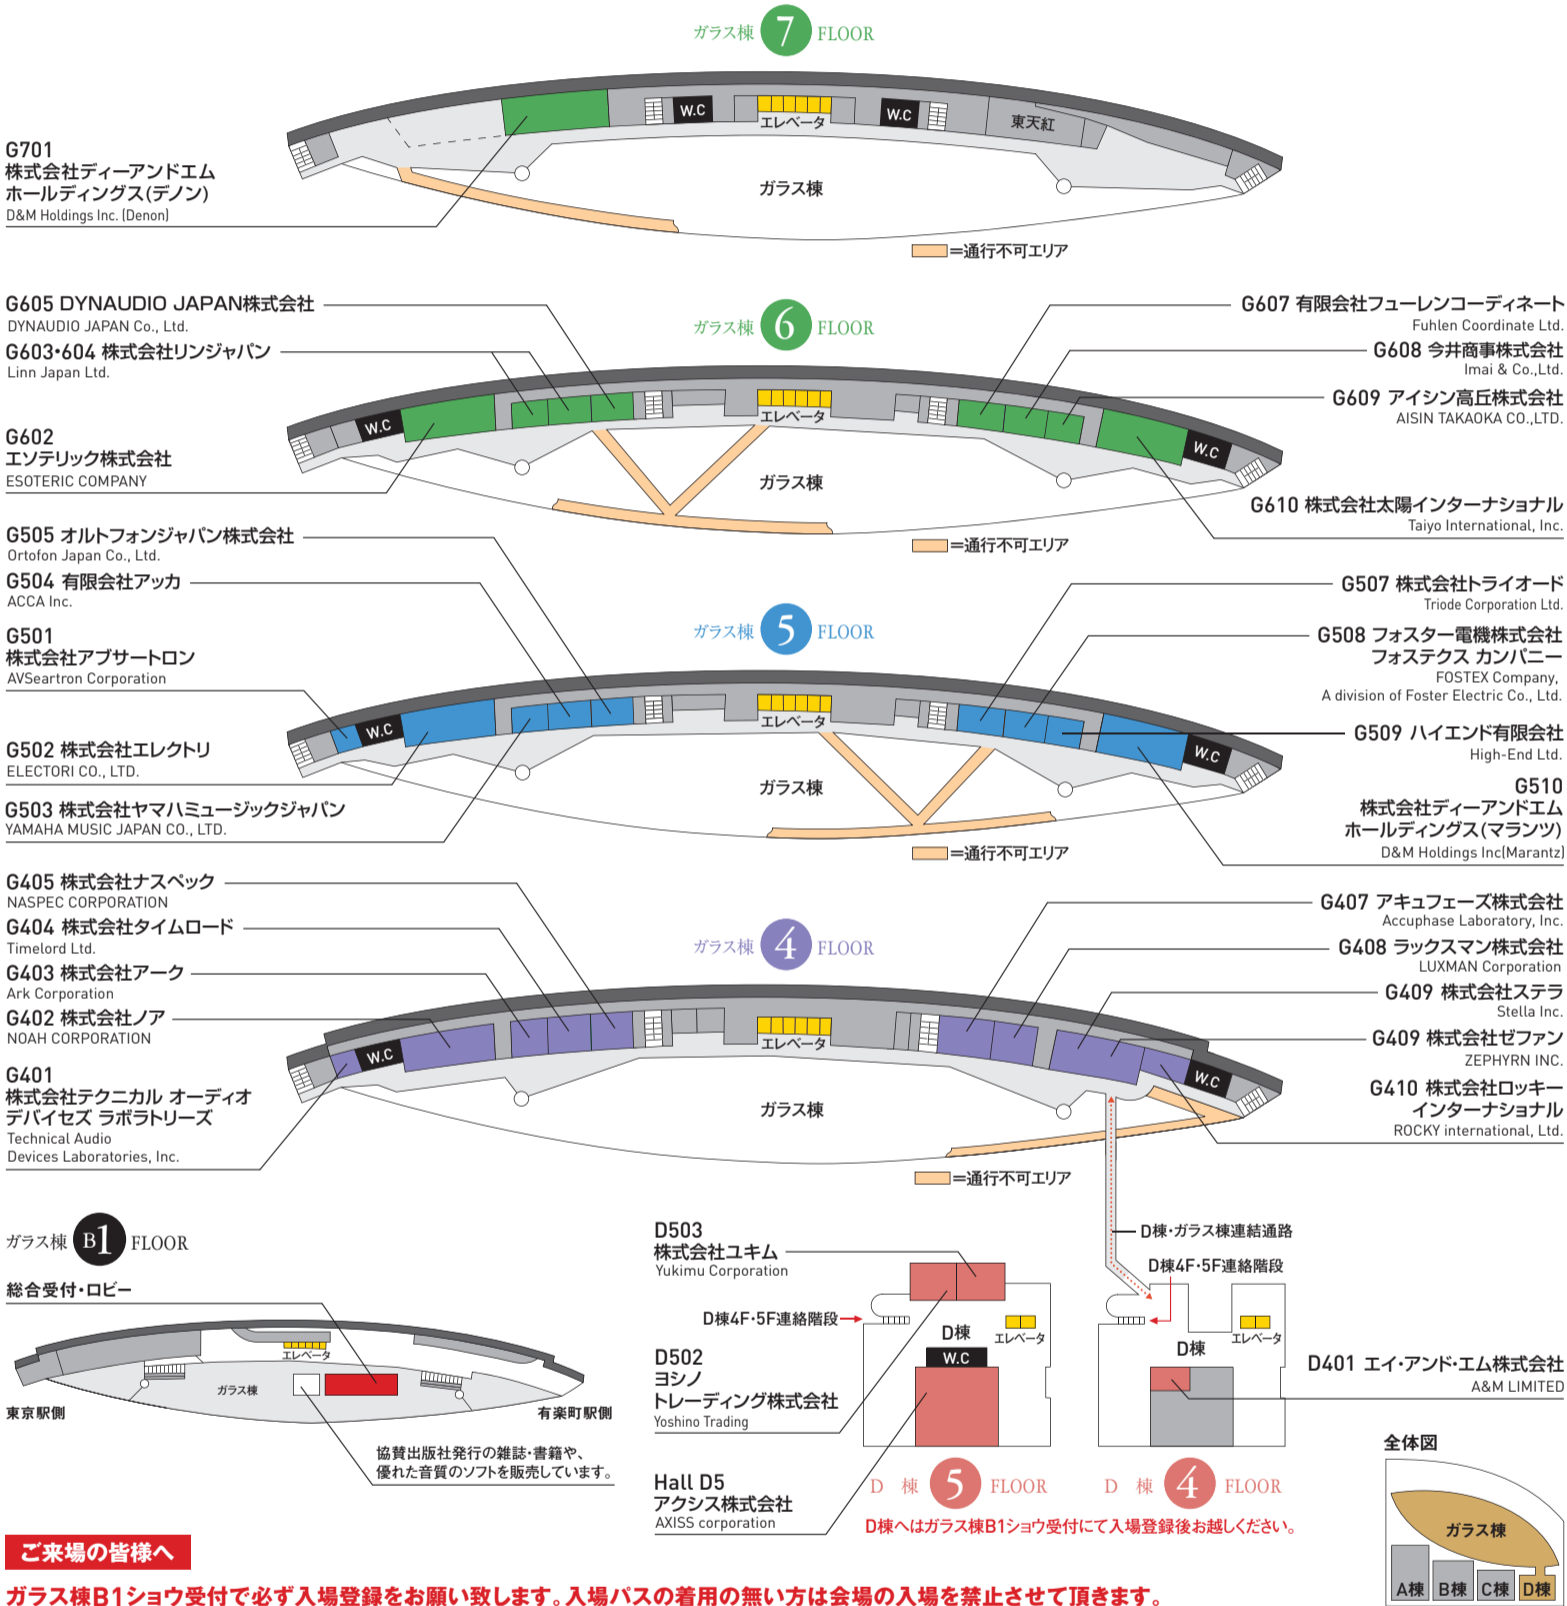 ガラス棟 7 FLOOR
W.C
エレベータ
W.C
東天紅
G701
株式会社ディーアンドエム
ホールディングス(デノン)
D&M Holdings Inc. (Denon)
ガラス棟
=通行不可エリア
ガラス棟 6 FLOOR
G605 DYNAUDIO JAPAN株式会社
DYNAUDIO JAPAN Co., Ltd.
G603・604 株式会社リンジャパン
Linn Japan Ltd.
G602
エソテリック株式会社
ESOTERIC COMPANY
W.C
エレベータ
W.C
ガラス棟
G607 有限会社フューレンコーディネート
Fuhlen Coordinate Ltd.
G608 今井商事株式会社
Imai & Co.,Ltd.
G609 アイシン高丘株式会社
AISIN TAKAOKA CO.,LTD.
G610 株式会社太陽インターナショナル
Taiyo International, Inc.
=通行不可エリア
ガラス棟 5 FLOOR
G505 オルトフォンジャパン株式会社
Ortofon Japan Co., Ltd.
G504 有限会社アッカ
ACCA Inc.
G501
株式会社アブサートロン
AVSeartron Corporation
G502 株式会社エレクトリ
ELECTORI CO., LTD.
G503 株式会社ヤマハミュージックジャパン
YAMAHA MUSIC JAPAN CO., LTD.
W.C
エレベータ
W.C
ガラス棟
G507 株式会社トライオード
Triode Corporation Ltd.
G508 フォスター電機株式会社
フォステクス カンパニー
FOSTEX Company,
A division of Foster Electric Co., Ltd.
G509 ハイエンド有限会社
High-End Ltd.
G510
株式会社ディーアンドエム
ホールディングス(マランツ)
D&M Holdings Inc(Marantz)
=通行不可エリア
ガラス棟 4 FLOOR
G405 株式会社ナスペック
NASPEC CORPORATION
G404 株式会社タイムロード
Timelord Ltd.
G403 株式会社アーク
Ark Corporation
G402 株式会社ノア
NOAH CORPORATION
G401
株式会社テクニカル オーディオ
デバイセズ ラボラトリーズ
Technical Audio
Devices Laboratories, Inc.
W.C
エレベータ
W.C
ガラス棟
G407 アキュフェーズ株式会社
Accuphase Laboratory, Inc.
G408 ラックスマン株式会社
LUXMAN Corporation
G409 株式会社ステラ
Stella Inc.
G409 株式会社ゼファン
ZEPHYRN INC.
G410 株式会社ロッキー
インターナショナル
ROCKY international, Ltd.
=通行不可エリア
ガラス棟 B1 FLOOR
総合受付・ロビー
エレベータ
ガラス棟
東京駅側
有楽町駅側
協賛出版社発行の雑誌・書籍や、
優れた音質のソフトを販売しています。
D503
株式会社ユキム
Yukimu Corporation
D棟4F・5F連絡階段
D502
ヨシノ
トレーディング株式会社
Yoshino Trading
Hall D5
アクシス株式会社
AXISS corporation
D棟
エレベータ
W.C
D 棟 5 FLOOR
D棟・ガラス棟連結通路
D棟4F・5F連絡階段
D棟
エレベータ
D401 エイ・アンド・エム株式会社
A&M LIMITED
D 棟 4 FLOOR
D棟へはガラス棟B1ショウ受付にて入場登録後お越しください。
全体図
ガラス棟
A棟 B棟 C棟 D棟
ご来場の皆様へ
ガラス棟B1ショウ受付で必ず入場登録をお願い致します。入場パスの着用の無い方は会場の入場を禁止させて頂きます。